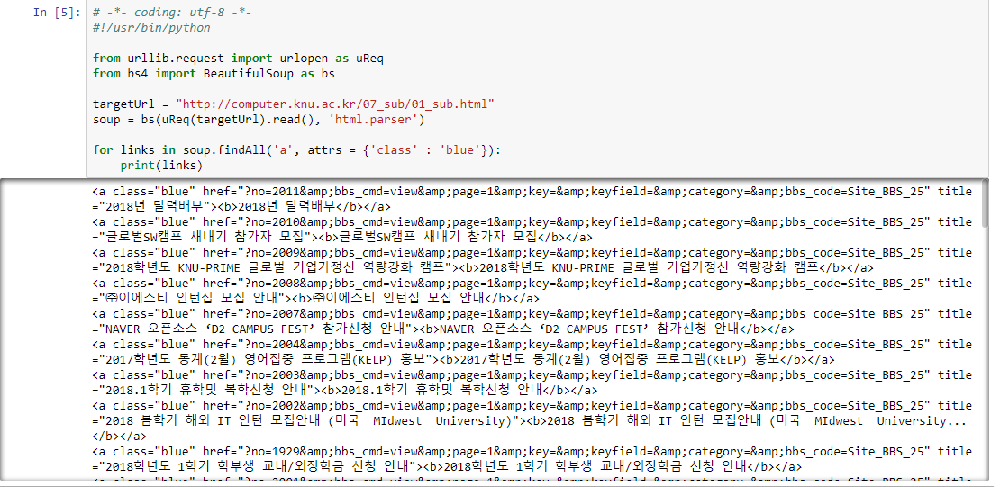 In [5]:
# -*- coding: utf-8 -*-
#!/usr/bin/python
from urllib.request import urlopen as uReq
from bs4 import BeautifulSoup as bs
targetUrl = "http://computer.knu.ac.kr/07_sub/01_sub.html"
soup = bs(uReq(targetUrl).read(), 'html.parser')
for links in soup.findAll('a', attrs = {'class' : 'blue'}):
    print(links)
<a class="blue" href="?no=2011&amp;bbs_cmd=view&amp;page=1&amp;key=&amp;keyfield=&amp;category=&amp;bbs_code=Site_BBS_25" title
="2018년 달력배부"><b>2018년 달력배부</b></a>
<a class="blue" href="?no=2010&amp;bbs_cmd=view&amp;page=1&amp;key=&amp;keyfield=&amp;category=&amp;bbs_code=Site_BBS_25" title
="글로벌SW캠프 새내기 참가자 모집"><b>글로벌SW캠프 새내기 참가자 모집</b></a>
<a class="blue" href="?no=2009&amp;bbs_cmd=view&amp;page=1&amp;key=&amp;keyfield=&amp;category=&amp;bbs_code=Site_BBS_25" title
="2018학년도 KNU-PRIME 글로벌 기업가정신 역량강화 캠프"><b>2018학년도 KNU-PRIME 글로벌 기업가정신 역량강화 캠프</b></a>
<a class="blue" href="?no=2008&amp;bbs_cmd=view&amp;page=1&amp;key=&amp;keyfield=&amp;category=&amp;bbs_code=Site_BBS_25" title
="㈜이에스티 인턴십 모집 안내"><b>㈜이에스티 인턴십 모집 안내</b></a>
<a class="blue" href="?no=2007&amp;bbs_cmd=view&amp;page=1&amp;key=&amp;keyfield=&amp;category=&amp;bbs_code=Site_BBS_25" title
="NAVER 오픈소스 ‘D2 CAMPUS FEST’ 참가신청 안내"><b>NAVER 오픈소스 ‘D2 CAMPUS FEST’ 참가신청 안내</b></a>
<a class="blue" href="?no=2004&amp;bbs_cmd=view&amp;page=1&amp;key=&amp;keyfield=&amp;category=&amp;bbs_code=Site_BBS_25" title
="2017학년도 동계(2월) 영어집중 프로그램(KELP) 홍보"><b>2017학년도 동계(2월) 영어집중 프로그램(KELP) 홍보</b></a>
<a class="blue" href="?no=2003&amp;bbs_cmd=view&amp;page=1&amp;key=&amp;keyfield=&amp;category=&amp;bbs_code=Site_BBS_25" title
="2018.1학기 휴학및 복학신청 안내"><b>2018.1학기 휴학및 복학신청 안내</b></a>
<a class="blue" href="?no=2002&amp;bbs_cmd=view&amp;page=1&amp;key=&amp;keyfield=&amp;category=&amp;bbs_code=Site_BBS_25" title
="2018 봄학기 해외 IT 인턴 모집안내 (미국  MIdwest  University)"><b>2018 봄학기 해외 IT 인턴 모집안내 (미국  MIdwest  University...
</b></a>
<a class="blue" href="?no=1929&amp;bbs_cmd=view&amp;page=1&amp;key=&amp;keyfield=&amp;category=&amp;bbs_code=Site_BBS_25" title
="2018학년도 1학기 학부생 교내/외장학금 신청 안내"><b>2018학년도 1학기 학부생 교내/외장학금 신청 안내</b></a>